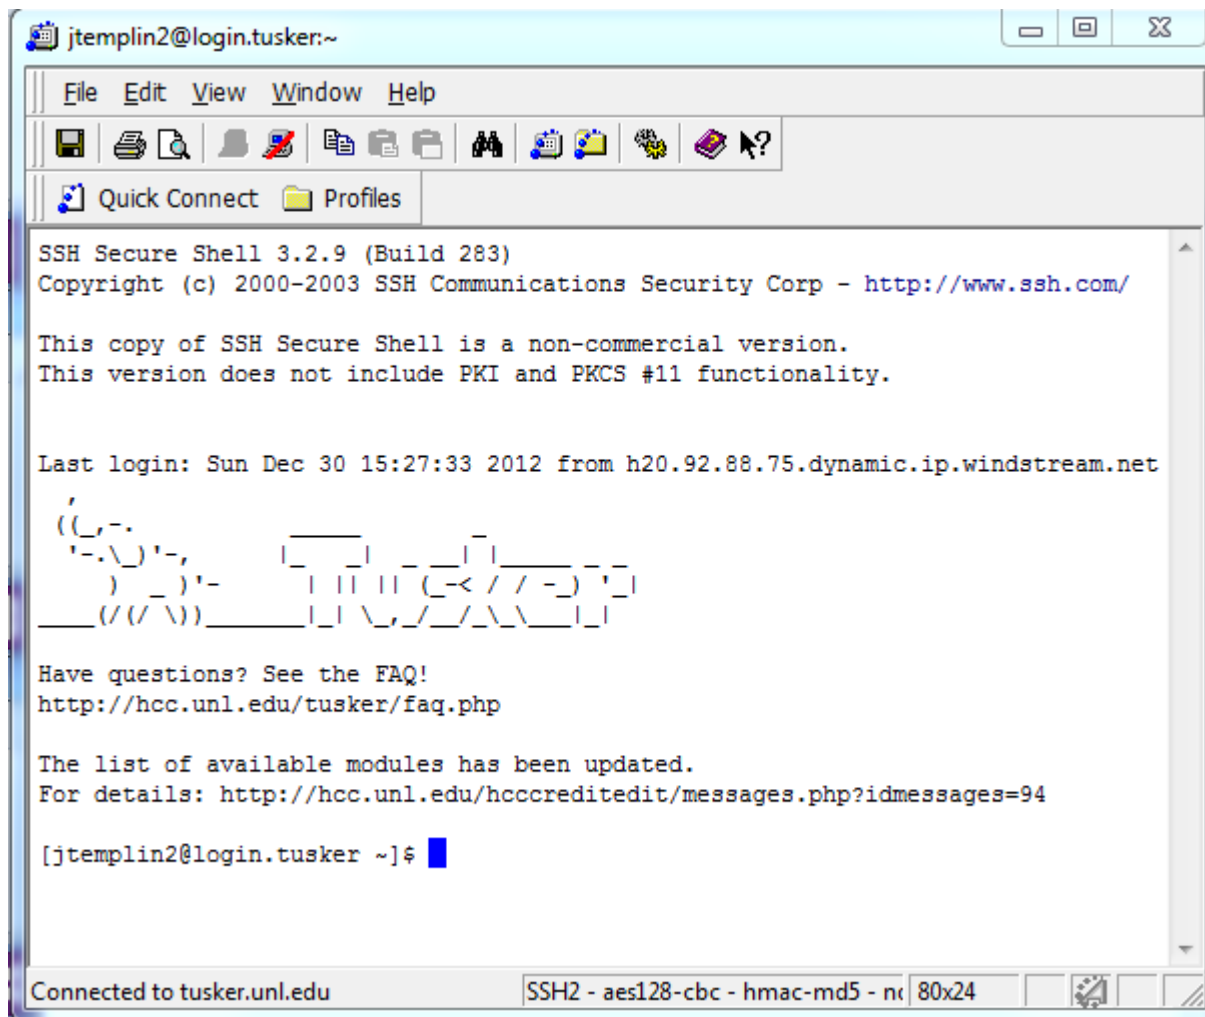 jtemplin2@login.tusker:~
File Edit View Window Help
Quick Connect Profiles
SSH Secure Shell 3.2.9 (Build 283)
Copyright (c) 2000-2003 SSH Communications Security Corp - http://www.ssh.com/
This copy of SSH Secure Shell is a non-commercial version.
This version does not include PKI and PKCS #11 functionality.
Last login: Sun Dec 30 15:27:33 2012 from h20.92.88.75.dynamic.ip.windstream.net
Tusker
Have questions? See the FAQ!
http://hcc.unl.edu/tusker/faq.php
The list of available modules has been updated.
For details: http://hcc.unl.edu/hcccreditedit/messages.php?idmessages=94
[jtemplin2@login.tusker ~]$
Connected to tusker.unl.edu SSH2 - aes128-cbc - hmac-md5 - 80x24